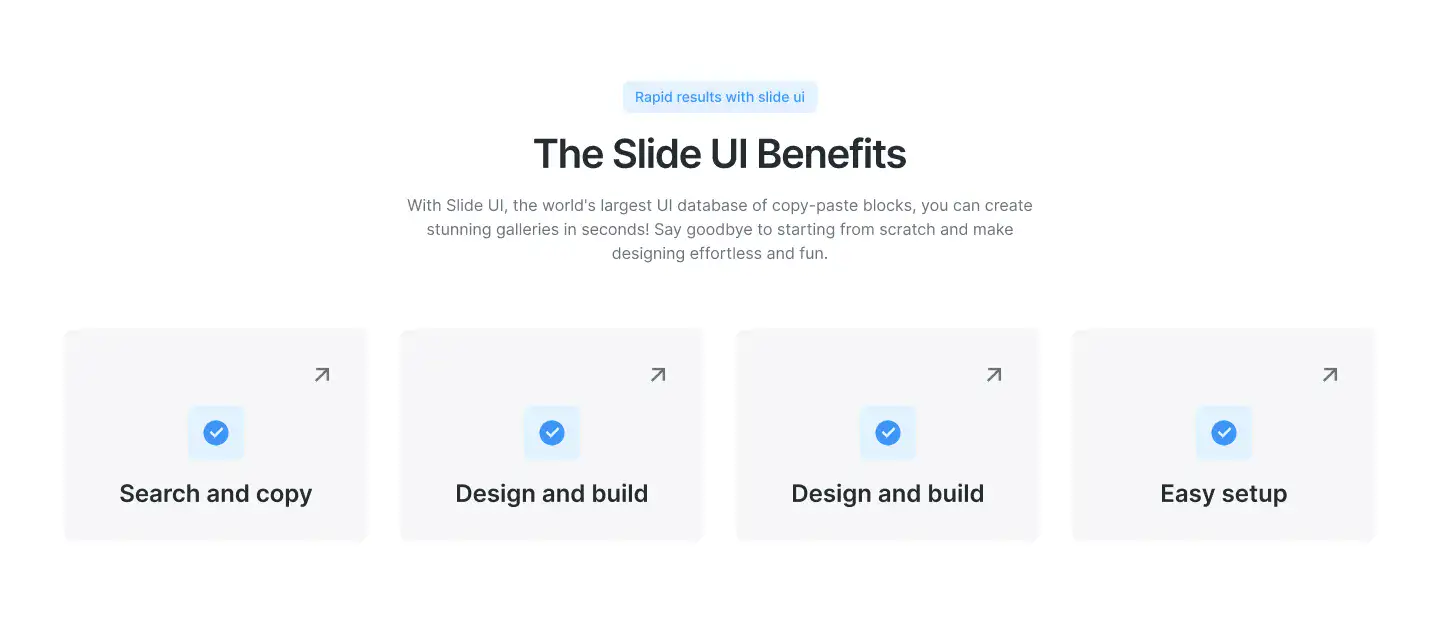 Rapid results with slide ui
The Slide UI Benefits
With Slide UI, the world's largest UI database of copy-paste blocks, you can create
stunning galleries in seconds! Say goodbye to starting from scratch and make
designing effortless and fun.
Search and copy
Design and build
Design and build
Easy setup